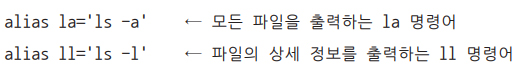 alias la='ls -a' ← 모든 파일을 출력하는 la 명령어
alias ll='ls -l' ← 파일의 상세 정보를 출력하는 ll 명령어